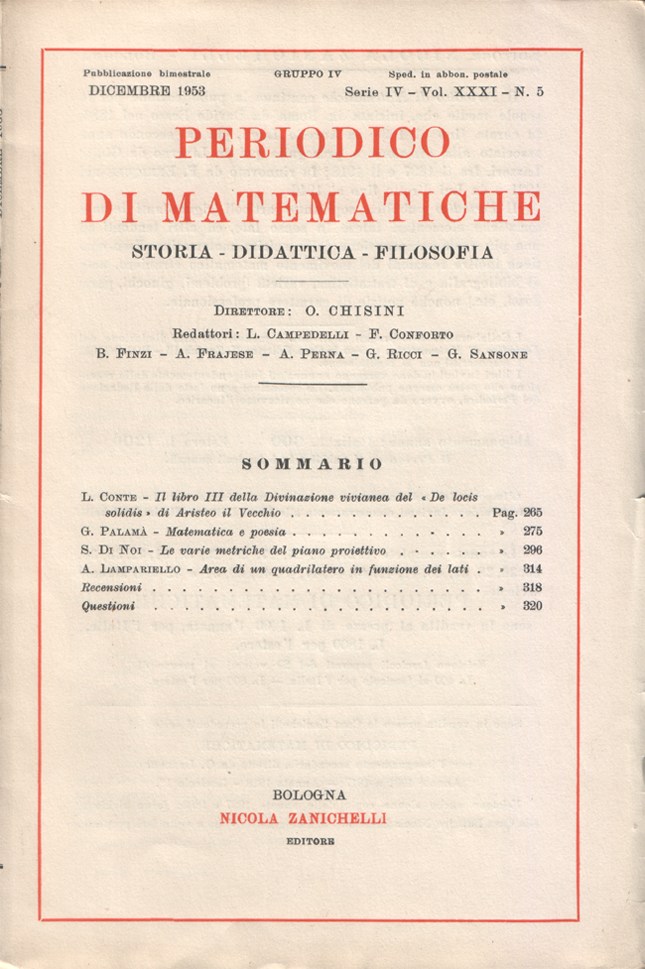 Pubblicazione bimestrale GRUPPO IV Sped. in abbon. postale
DICEMBRE 1953 Serie IV – Vol. XXXI – N. 5
PERIODICO
DI MATEMATICHE
STORIA - DIDATTICA - FILOSOFIA
DIRETTORE: O. CHISINI
Redattori: L. CAMPEDELLI – F. CONFORTO
B. FINZI – A. FRAJESE – A. PERNA – G. RICCI – G. SANSONE
SOMMARIO
L. CONTE – Il libro III della Divinazione vivianea del « De locis
solidis » di Aristeo il Vecchio . . . . . . . . . . . . Pag. 265
G. PALAMÀ – Matematica e poesia . . . . . . . . . . . . » 275
S. DI NOI – Le varie metriche del piano proiettivo . . . . . . » 296
A. LAMPARIELLO – Area di un quadrilatero in funzione dei lati . » 314
Recensioni . . . . . . . . . . . . . . . . . . . . . » 318
Questioni . . . . . . . . . . . . . . . . . . . . . » 320
BOLOGNA
NICOLA ZANICHELLI
EDITORE